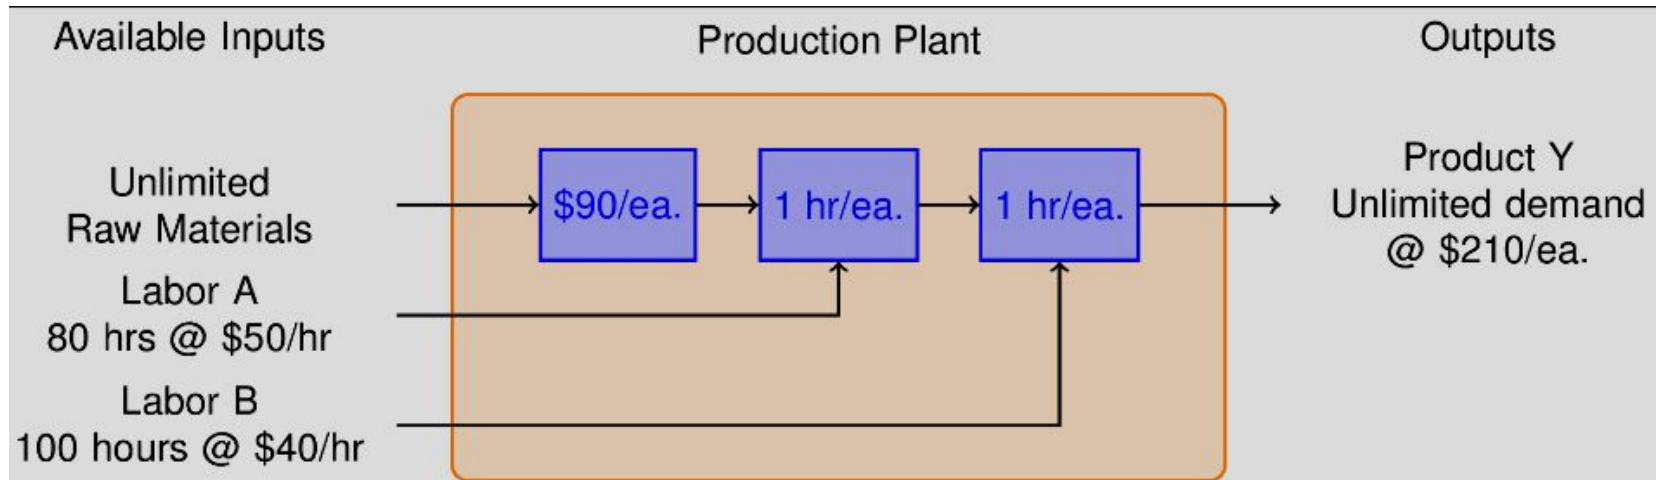 Available Inputs
Production Plant
Outputs
Unlimited
Raw Materials
$90/ea.
1 hr/ea.
1 hr/ea.
Product Y
Unlimited demand
@ $210/ea.
Labor A
80 hrs @ $50/hr
Labor B
100 hours @ $40/hr